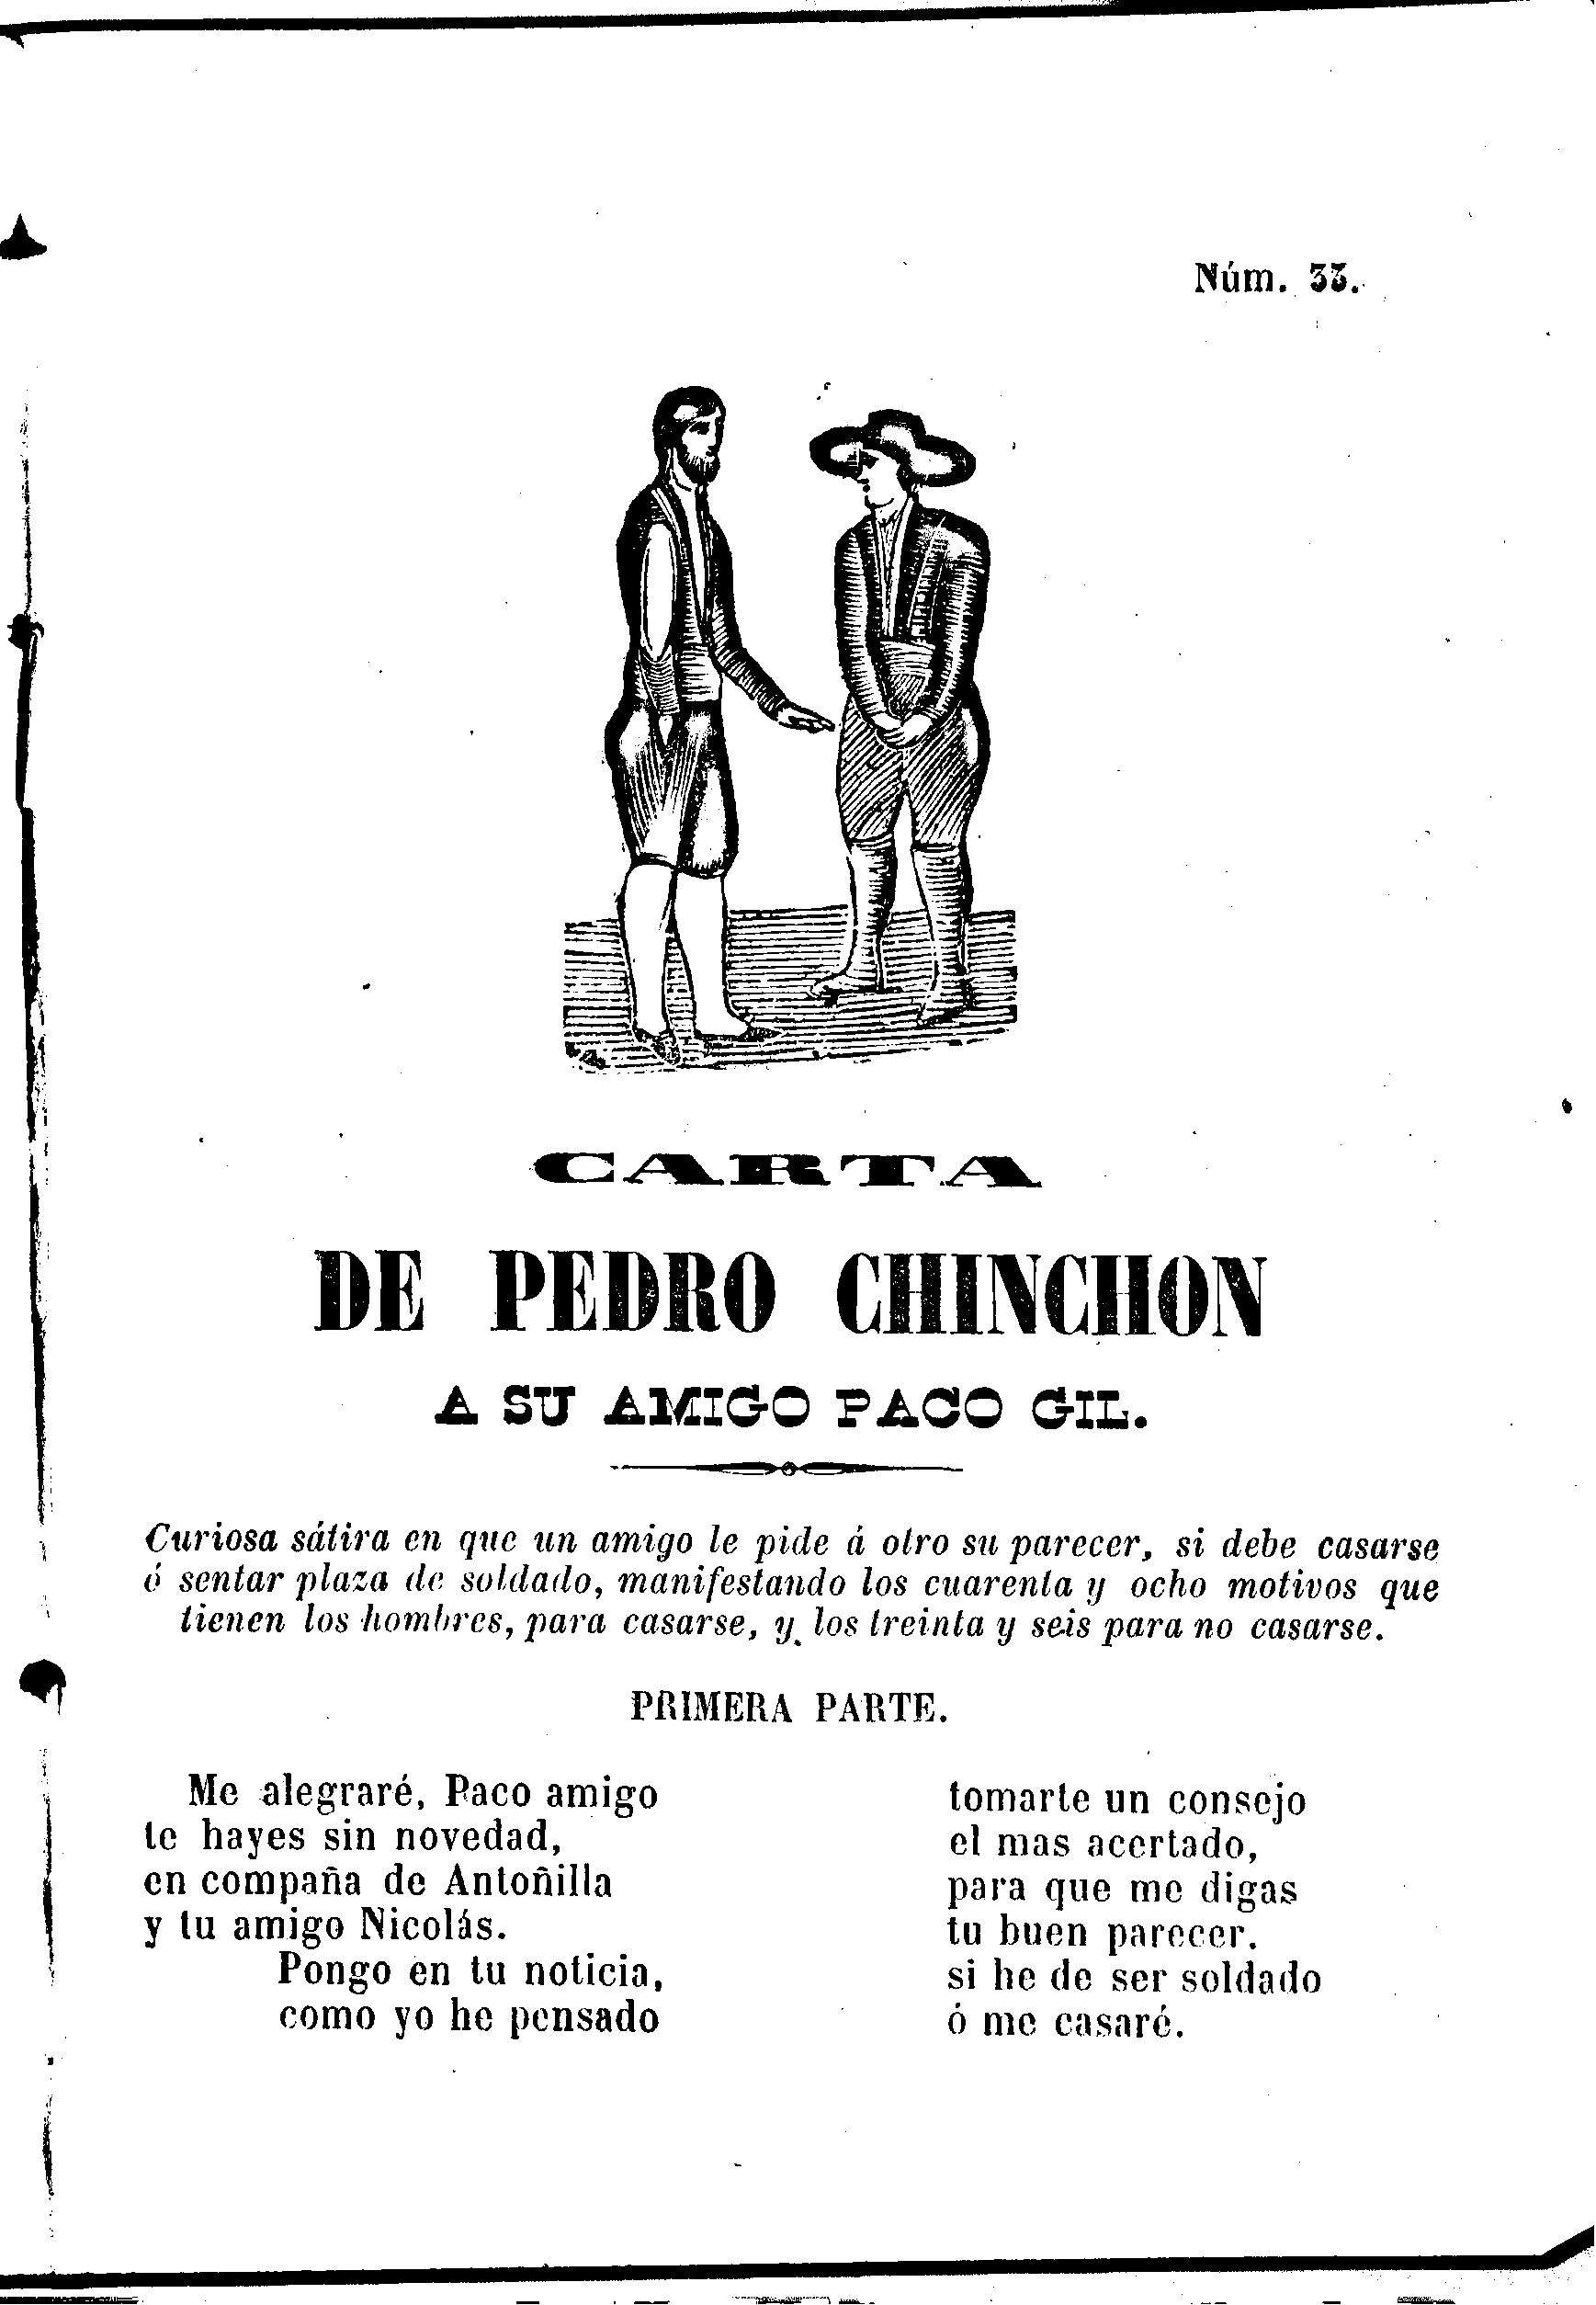 Núm. 33.
CARTA
DE PEDRO CHINCHON
A SU AMIGO PACO GIL.
Curiosa sátira en que un amigo le pide á otro su parecer, si debe casarse
ó sentar plaza de soldado, manifestando los cuarenta y ocho motivos que
tienen los hombres, para casarse, y los treinta y seis para no casarse.
PRIMERA PARTE.
Me alegraré, Paco amigo
te hayes sin novedad,
en compaña de Antoñilla
y tu amigo Nicolás.
Pongo en tu noticia,
como yo he pensado
tomarte un consejo
el mas acertado,
para que me digas
tu buen parecer.
si he de ser soldado
ó me casaré.